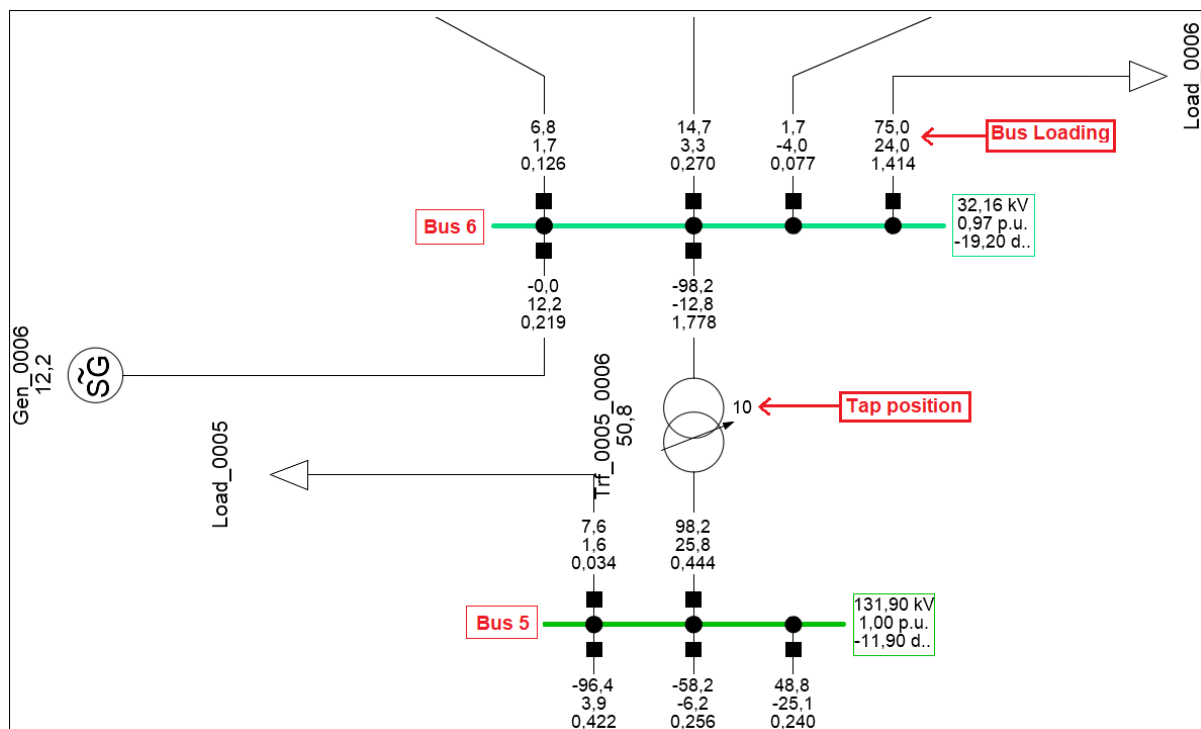 Load_0006
6,8
1,7
0,126
14,7
3,3
0,270
1,7
-4,0
0,077
75,0
24,0
1,414
Bus Loading
Bus 6
32,16 kV
0,97 p.u.
-19,20 d..
-0,0
12,2
0,219
-98,2
-12,8
1,778
Gen_0006
12,2
SG
~
Trf_0005_0006
50,8
10
Tap position
Load_0005
7,6
1,6
0,034
98,2
25,8
0,444
Bus 5
131,90 kV
1,00 p.u.
-11,90 d..
-96,4
3,9
0,422
-58,2
-6,2
0,256
48,8
-25,1
0,240